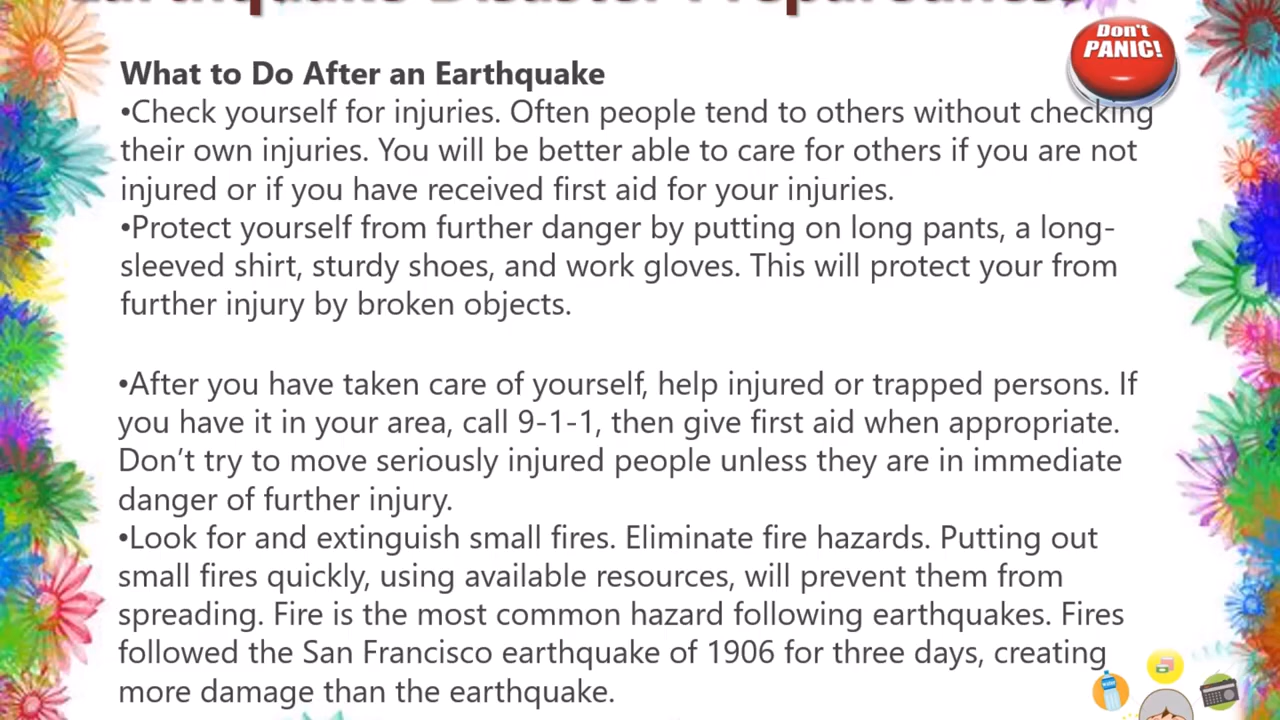 Earthquake Disaster Preparedness
Don't
PANIC!
What to Do After an Earthquake
•Check yourself for injuries. Often people tend to others without checking
their own injuries. You will be better able to care for others if you are not
injured or if you have received first aid for your injuries.
•Protect yourself from further danger by putting on long pants, a long-
sleeved shirt, sturdy shoes, and work gloves. This will protect your from
further injury by broken objects.
•After you have taken care of yourself, help injured or trapped persons. If
you have it in your area, call 9-1-1, then give first aid when appropriate.
Don’t try to move seriously injured people unless they are in immediate
danger of further injury.
•Look for and extinguish small fires. Eliminate fire hazards. Putting out
small fires quickly, using available resources, will prevent them from
spreading. Fire is the most common hazard following earthquakes. Fires
followed the San Francisco earthquake of 1906 for three days, creating
more damage than the earthquake.